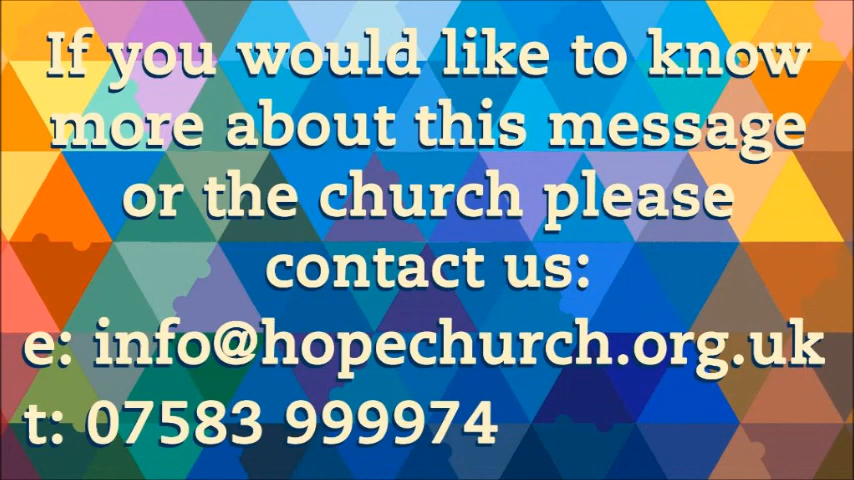 If you would like to know
more about this message
or the church please
contact us:
e: info@hopechurch.org.uk
t: 07583 999974